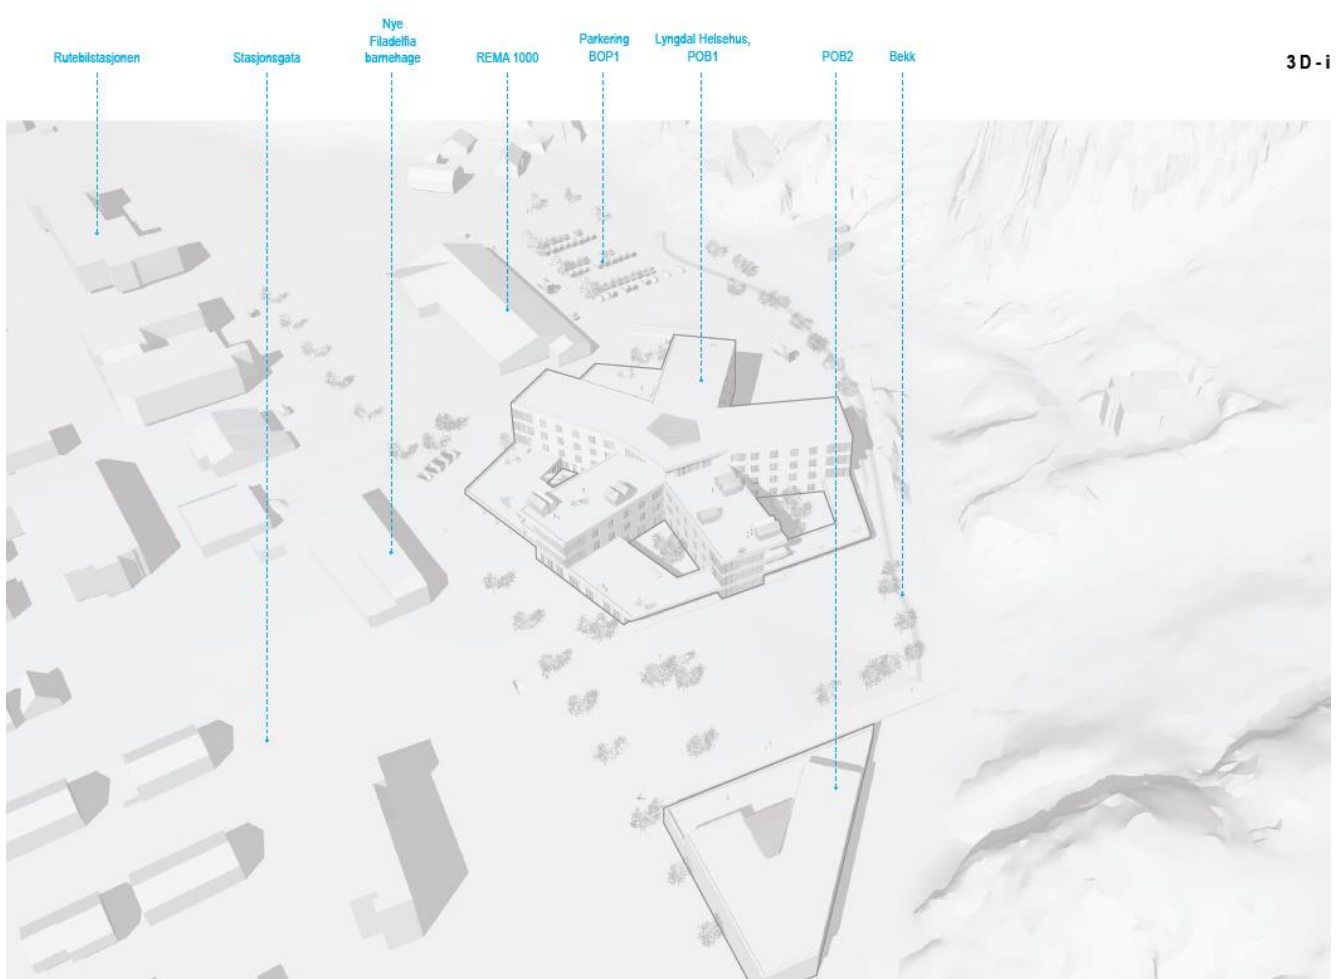 Rutebilstasjonen
Stasjonsgata
Nye
Filadelfia
barnehage
REMA 1000
Parkering
BOP1
Lyngdal Helsehus,
POB1
POB2
Bekk
3D-i